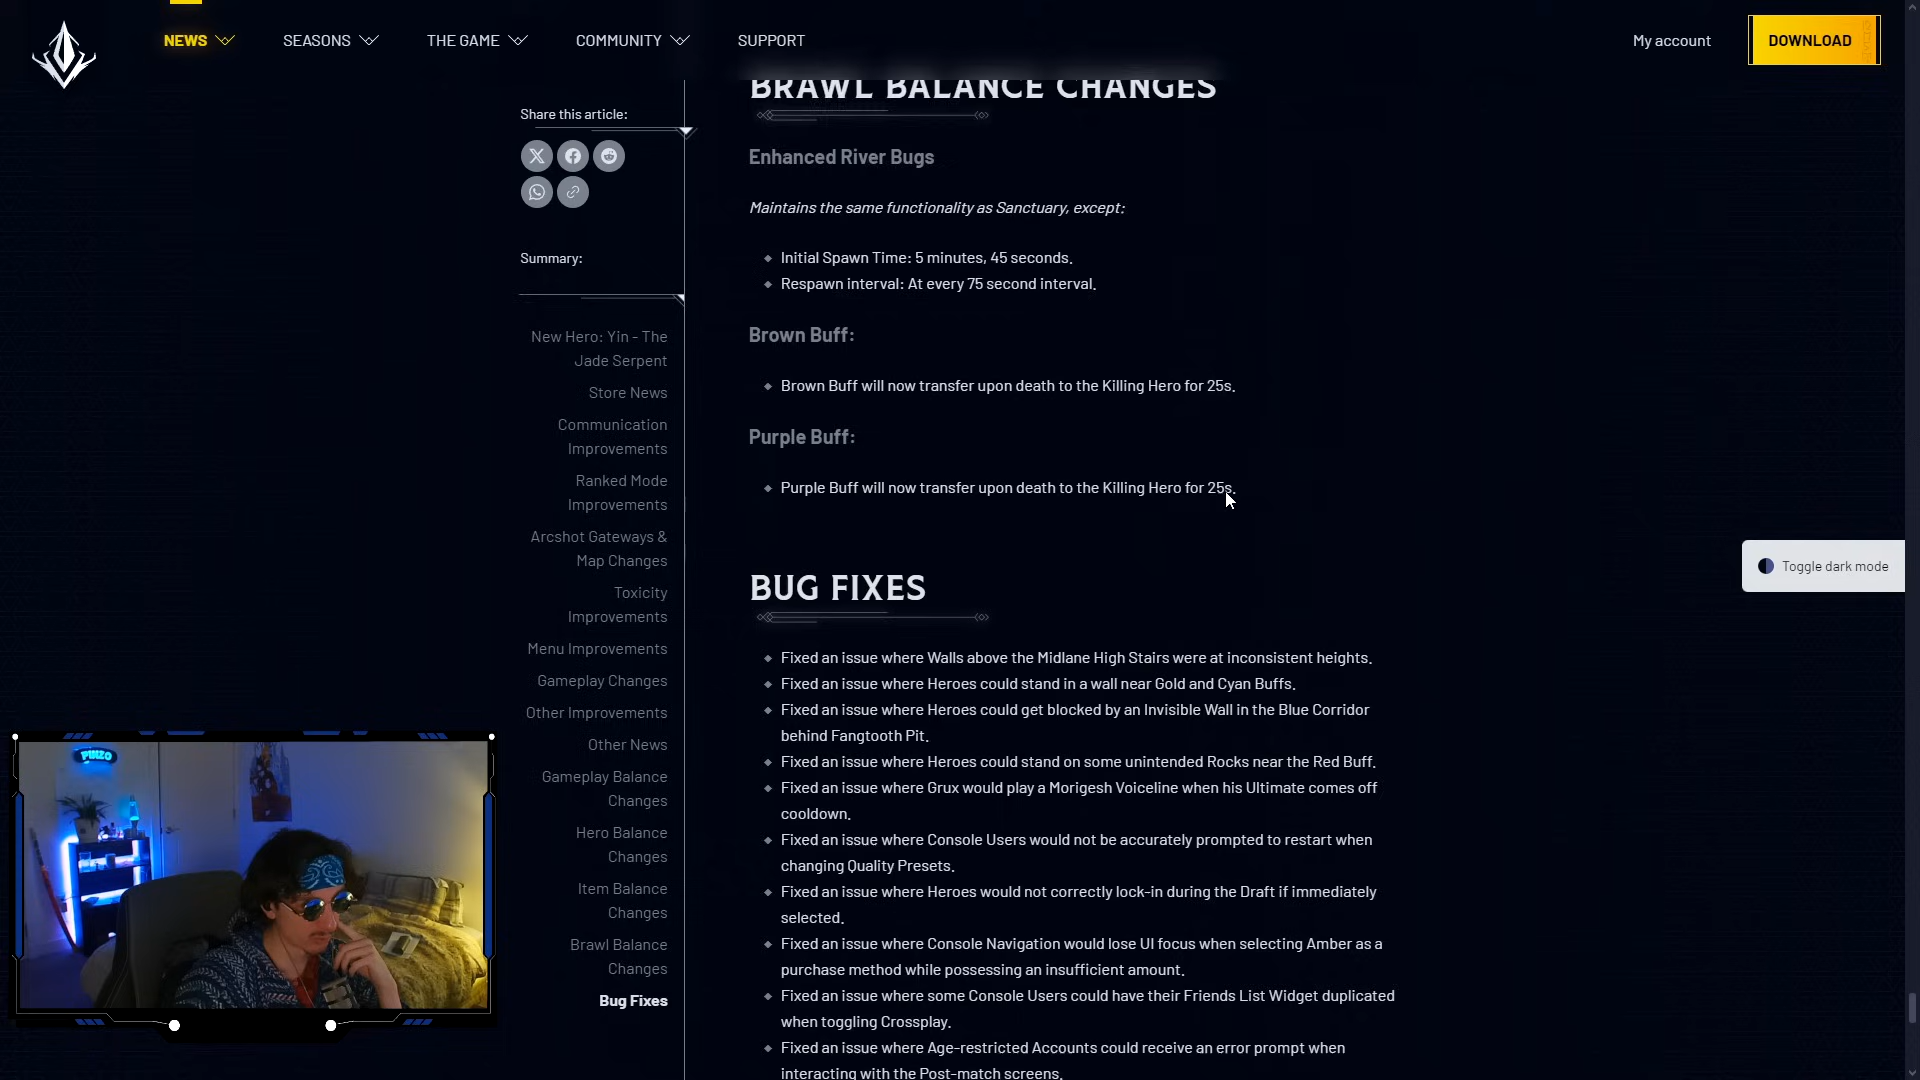 NEWS
SEASONS
THE GAME
COMMUNITY
SUPPORT
My account
DOWNLOAD
Share this article:
Summary:
New Hero: Yin - The
Jade Serpent
Store News
Communication
Improvements
Ranked Mode
Improvements
Arcshot Gateways &
Map Changes
Toxicity
Improvements
Menu Improvements
Gameplay Changes
Other Improvements
Other News
Gameplay Balance
Changes
Hero Balance
Changes
Item Balance
Changes
Brawl Balance
Changes
Bug Fixes
BRAWL BALANCE CHANGES
Enhanced River Bugs
Maintains the same functionality as Sanctuary, except:
Initial Spawn Time: 5 minutes, 45 seconds.
Respawn interval: At every 75 second interval.
Brown Buff:
Brown Buff will now transfer upon death to the Killing Hero for 25s.
Purple Buff:
Purple Buff will now transfer upon death to the Killing Hero for 25s.
BUG FIXES
Fixed an issue where Walls above the Midlane High Stairs were at inconsistent heights.
Fixed an issue where Heroes could stand in a wall near Gold and Cyan Buffs.
Fixed an issue where Heroes could get blocked by an Invisible Wall in the Blue Corridor
behind Fangtooth Pit.
Fixed an issue where Heroes could stand on some unintended Rocks near the Red Buff.
Fixed an issue where Grux would play a Morigesh Voiceline when his Ultimate comes off
cooldown.
Fixed an issue where Console Users would not be accurately prompted to restart when
changing Quality Presets.
Fixed an issue where Heroes would not correctly lock-in during the Draft if immediately
selected.
Fixed an issue where Console Navigation would lose UI focus when selecting Amber as a
purchase method while possessing an insufficient amount.
Fixed an issue where some Console Users could have their Friends List Widget duplicated
when toggling Crossplay.
Fixed an issue where Age-restricted Accounts could receive an error prompt when
interacting with the Post-match screens.
Toggle dark mode
PINZO